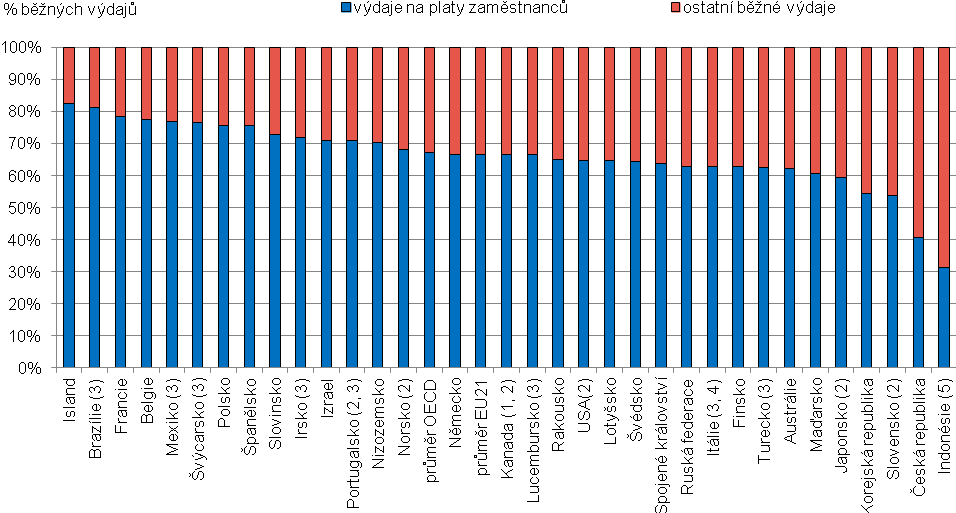 % běžných výdajů
výdaje na platy zaměstnanců
ostatní běžné výdaje
100%
90%
80%
70%
60%
50%
40%
30%
20%
10%
0%
Island
Brazílie (3)
Francie
Belgie
Mexiko (3)
Švýcarsko (3)
Polsko
Španělsko
Slovinsko
Irsko (3)
Izrael
Portugalsko (2, 3)
Nizozemsko
Norsko (2)
průměr OECD
Německo
průměr EU21
Kanada (1, 2)
Lucembursko (3)
Rakousko
USA(2)
Lotyšsko
Švédsko
Spojené království
Ruská federace
Itálie (3, 4)
Finsko
Turecko (3)
Austrálie
Maďarsko
Japonsko (2)
Korejská republika
Slovensko (2)
Česká republika
Indonésie (5)